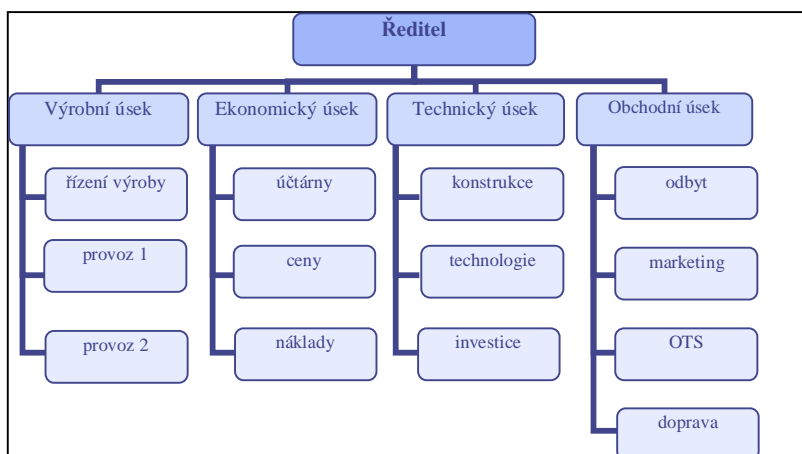 Ředitel
Výrobní úsek
Ekonomický úsek
Technický úsek
Obchodní úsek
řízení výroby
účtárny
konstrukce
odbyt
provoz 1
ceny
technologie
marketing
provoz 2
náklady
investice
OTS
doprava